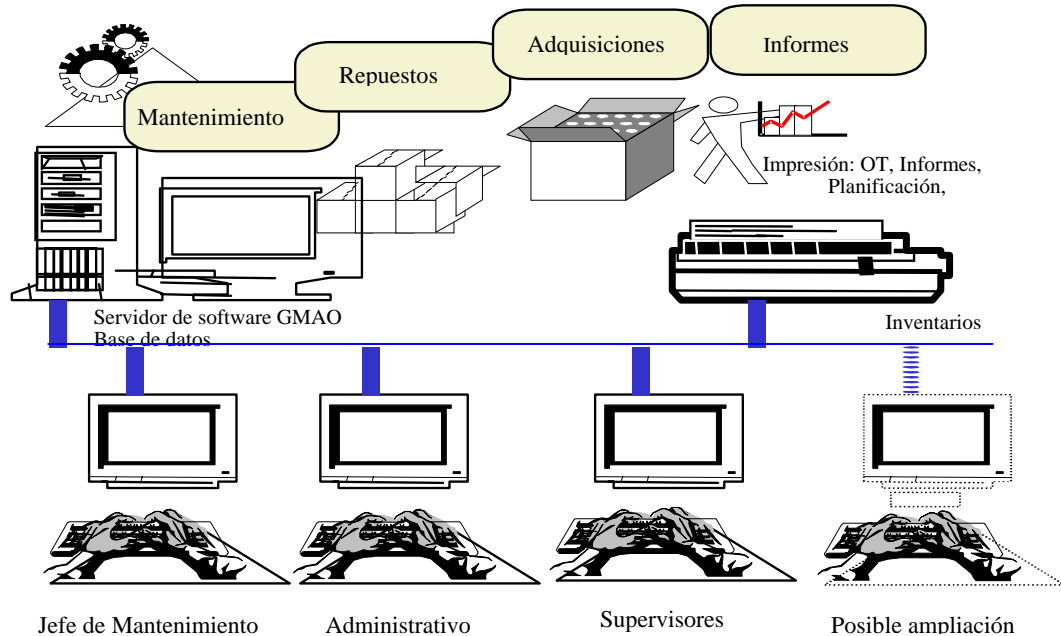 Adquisiciones
Informes
Repuestos
Mantenimiento
Impresión: OT, Informes,
Planificación,
Servidor de software GMAO
Base de datos
Inventarios
Jefe de Mantenimiento
Administrativo
Supervisores
Posible ampliación